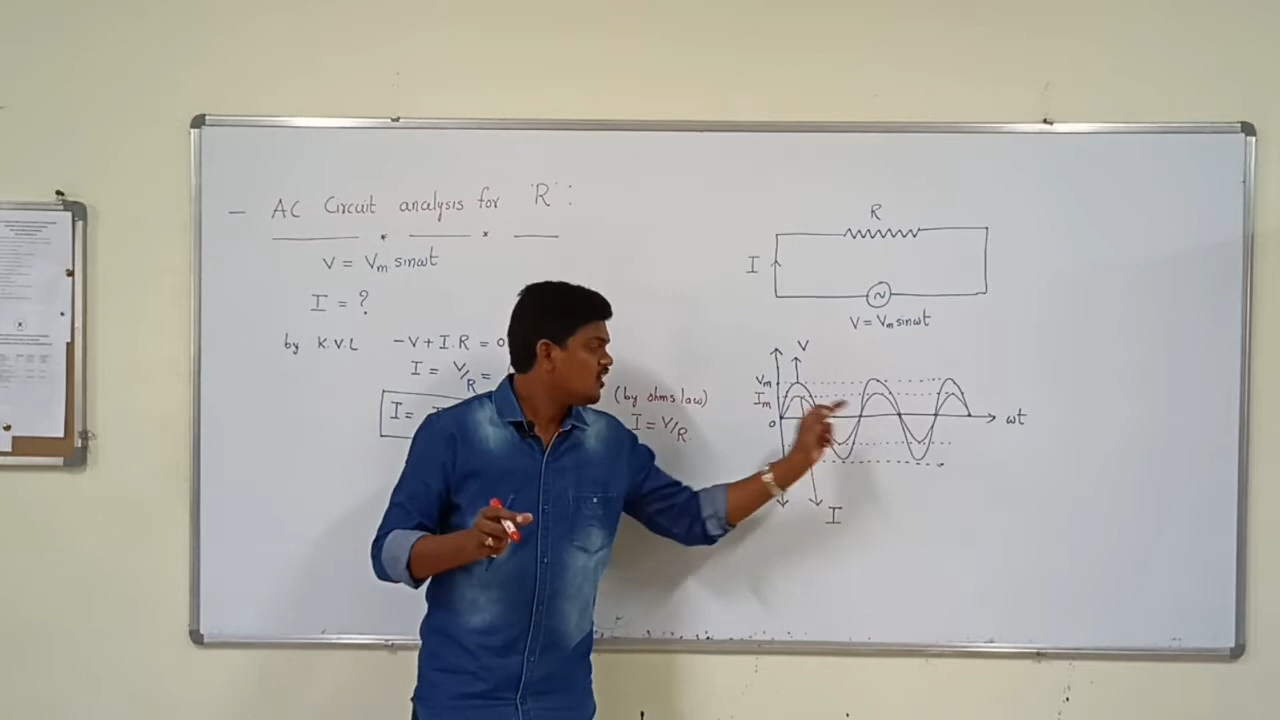 - AC Circuit analysis for 'R' :
V = Vm sinωt
I = ?
by K.V.L -V + I.R = 0
I = V/R =
I =
(by ohms law)
I = V/R.
R
I
V = Vm sinωt
V
Vm
Im
0
ωt
I